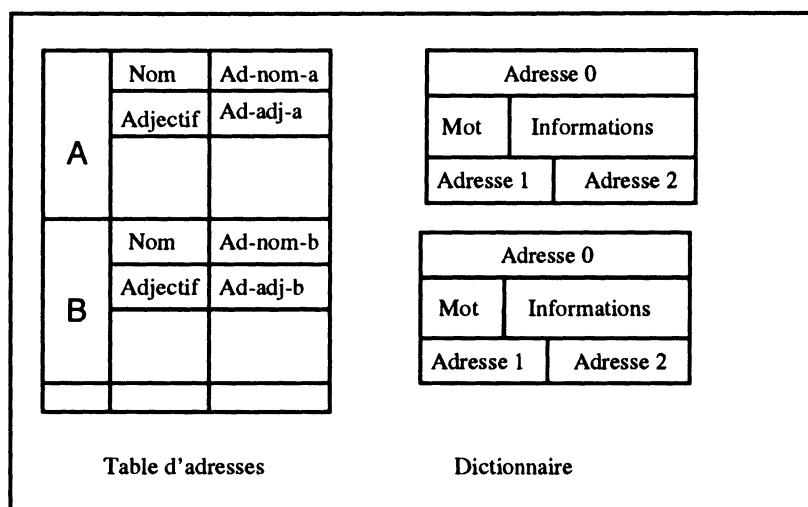 A
Nom Ad-nom-a
Adjectif Ad-adj-a
B
Nom Ad-nom-b
Adjectif Ad-adj-b
Table d'adresses
Adresse 0
Mot Informations
Adresse 1 Adresse 2
Adresse 0
Mot Informations
Adresse 1 Adresse 2
Dictionnaire